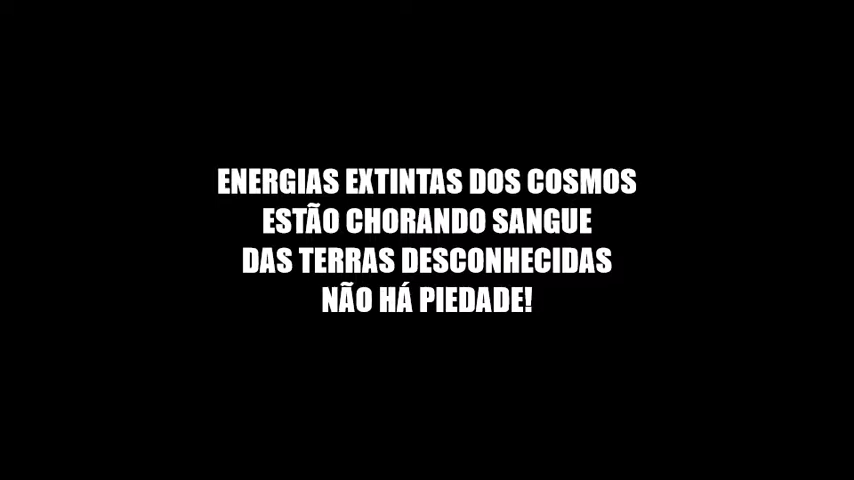 ENERGIAS EXTINTAS DOS COSMOS
ESTÃO CHORANDO SANGUE
DAS TERRAS DESCONHECIDAS
NÃO HÁ PIEDADE!